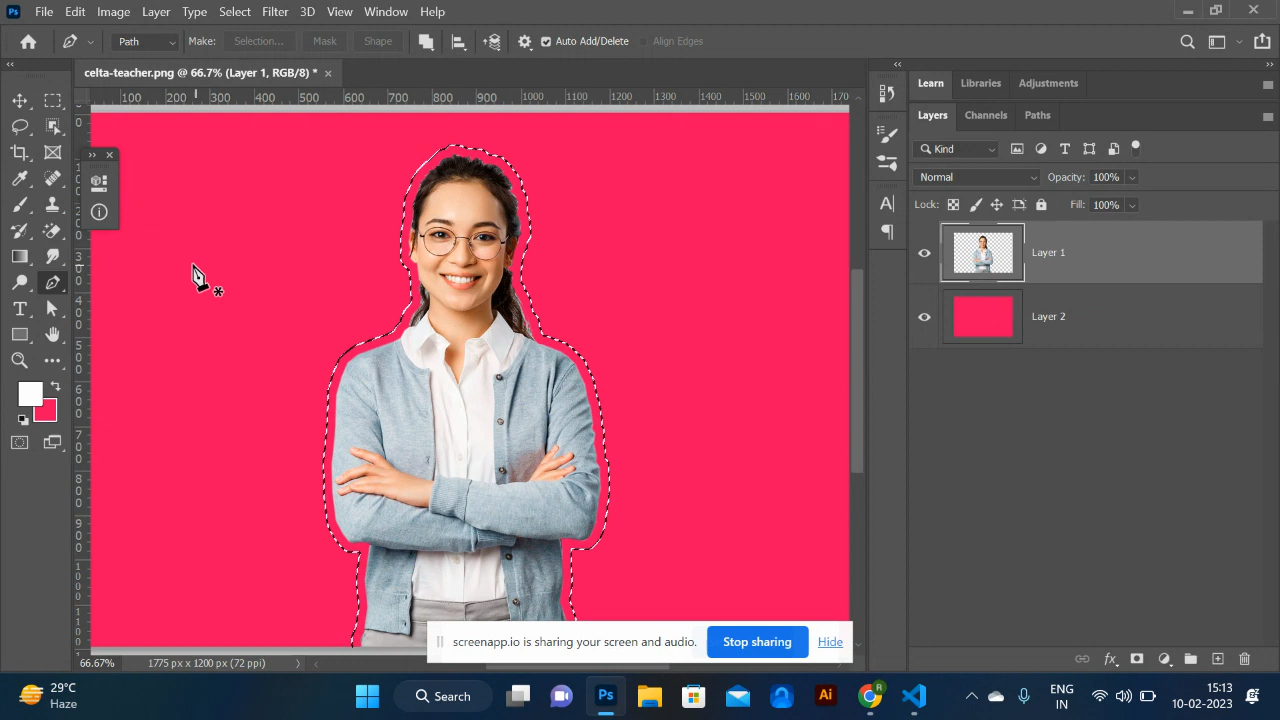 Ps File Edit Image Layer Type Select Filter 3D View Window Help
Path Make: Selection... Mask Shape Auto Add/Delete Align Edges
celta-teacher.png @ 66.7% (Layer 1, RGB/8) *
Learn Libraries Adjustments
100 200 300 400 500 600 700 800 900 1000 1100 1200 1300 1400 1500 1600 170
Layers Channels Paths
Kind
Normal Opacity: 100%
Lock: Fill: 100%
Layer 1
Layer 2
screenapp.io is sharing your screen and audio. Stop sharing Hide
66.67% 1775 px x 1200 px (72 ppi)
29°C
Haze
Search
Ps
Ai
R
ENG
IN
15:13
10-02-2023